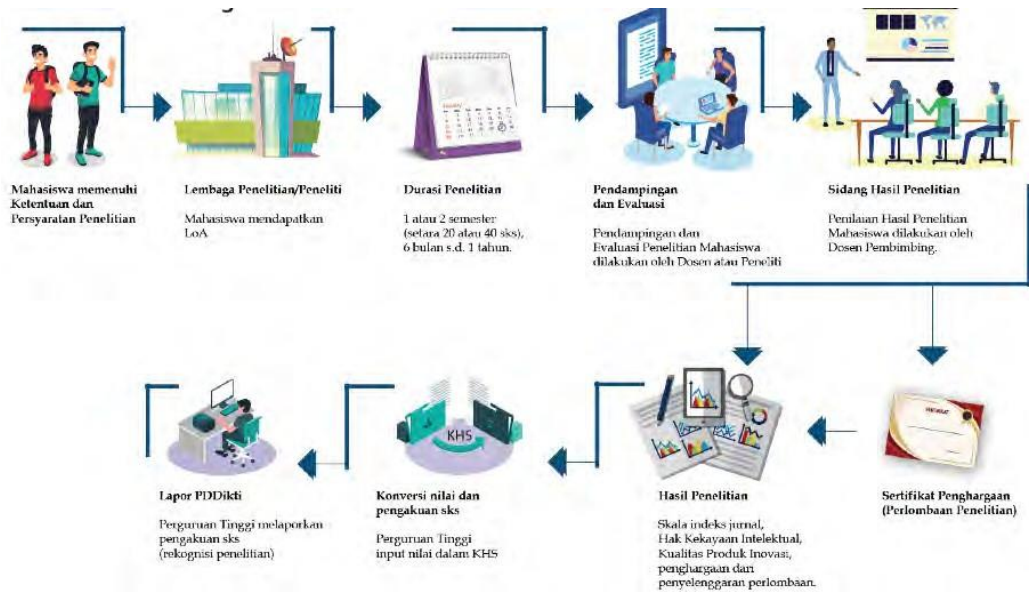 Mahasiswa memenuhi
Ketentuan dan
Persyaratan Penelitian
Lembaga Penelitian/Peneliti
Mahasiswa mendapatkan
LoA
Durasi Penelitian
1 atau 2 semester
(setara 20 atau 40 sks),
6 bulan s.d. 1 tahun.
Pendampingan
dan Evaluasi
Pendampingan dan
Evaluasi Penelitian Mahasiswa
dilakukan oleh Dosen atau Peneliti
Sidang Hasil Penelitian
Penilaian Hasil Penelitian
Mahasiswa dilakukan oleh
Dosen Pembimbing.
Lapor PDDikti
Perguruan Tinggi melaporkan
pengakuan sks
(rekognisi penelitian)
KHS
Konversi nilai dan
pengakuan sks
Perguruan Tinggi
input nilai dalam KHS
Hasil Penelitian
Skala indeks jurnal,
Hak Kekayaan Intelektual,
Kualitas Produk Inovasi,
penghargaan dari
penyelenggaran perlombaan.
Sertifikat Penghargaan
(Perlombaan Penelitian)